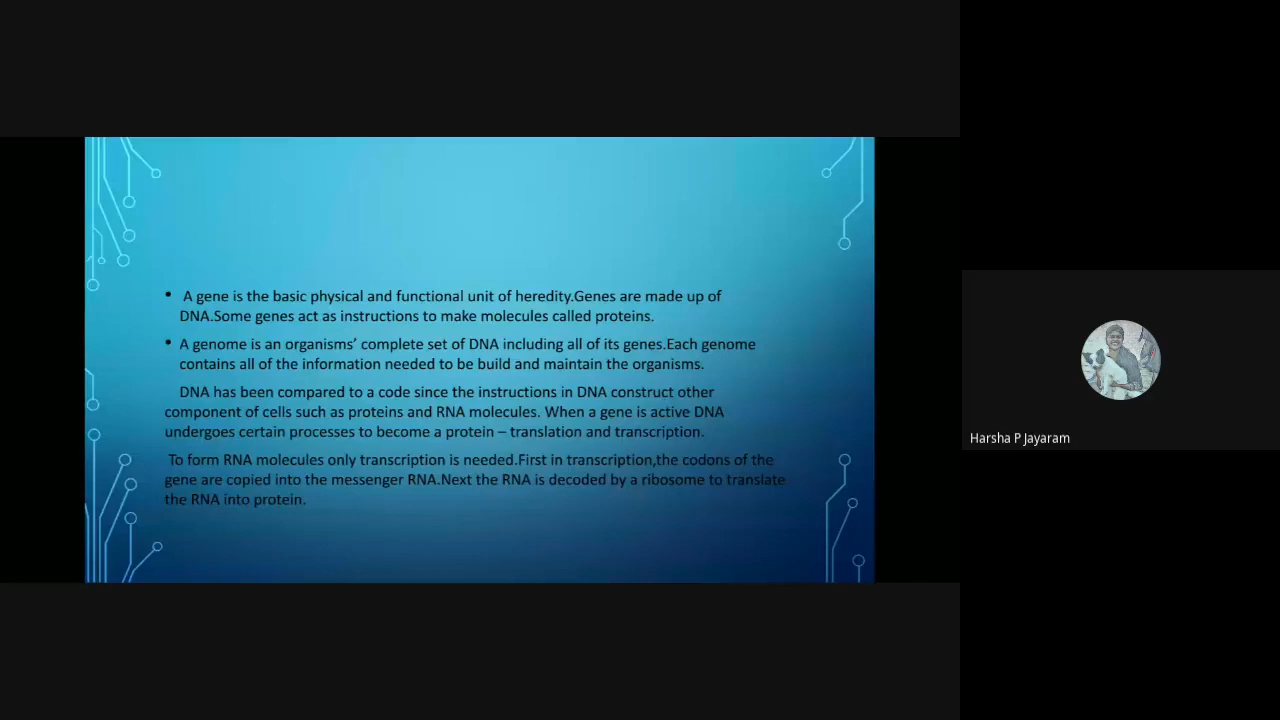 • A gene is the basic physical and functional unit of heredity.Genes are made up of
DNA.Some genes act as instructions to make molecules called proteins.
• A genome is an organisms’ complete set of DNA including all of its genes.Each genome
contains all of the information needed to be build and maintain the organisms.
DNA has been compared to a code since the instructions in DNA construct other
component of cells such as proteins and RNA molecules. When a gene is active DNA
undergoes certain processes to become a protein – translation and transcription.
To form RNA molecules only transcription is needed.First in transcription,the codons of the
gene are copied into the messenger RNA.Next the RNA is decoded by a ribosome to translate
the RNA into protein.
Harsha P Jayaram